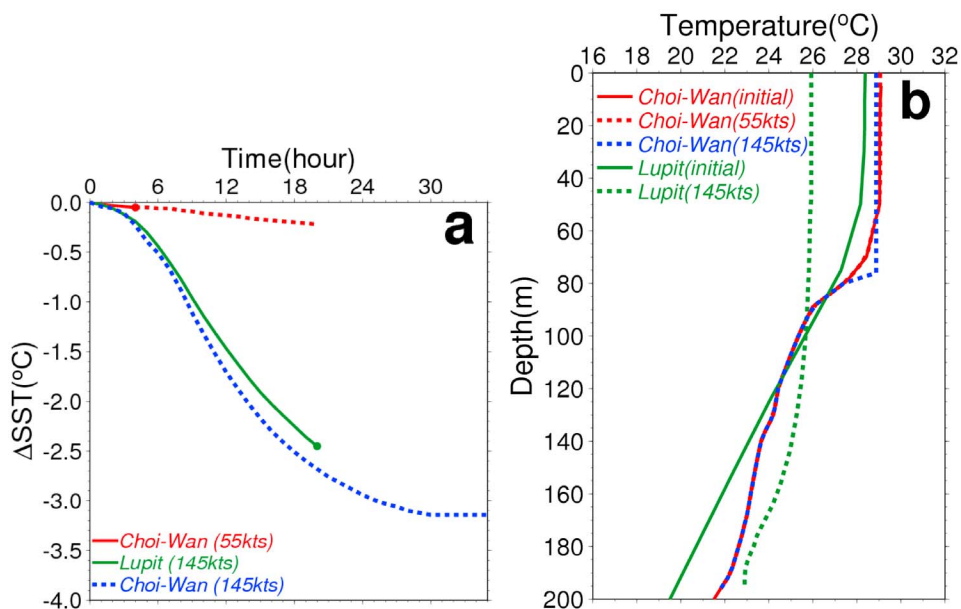 Time(hour)
0 6 12 18 24 30
0.0
-0.5
-1.0
-1.5
-2.0
-2.5
-3.0
-3.5
-4.0
ΔSST(ºC)
a
Choi-Wan (55kts)
Lupit (145kts)
Choi-Wan (145kts)
Temperature(ºC)
16 18 20 22 24 26 28 30 32
0
20
40
60
80
100
120
140
160
180
200
Depth(m)
b
Choi-Wan(initial)
Choi-Wan(55kts)
Choi-Wan(145kts)
Lupit(initial)
Lupit(145kts)